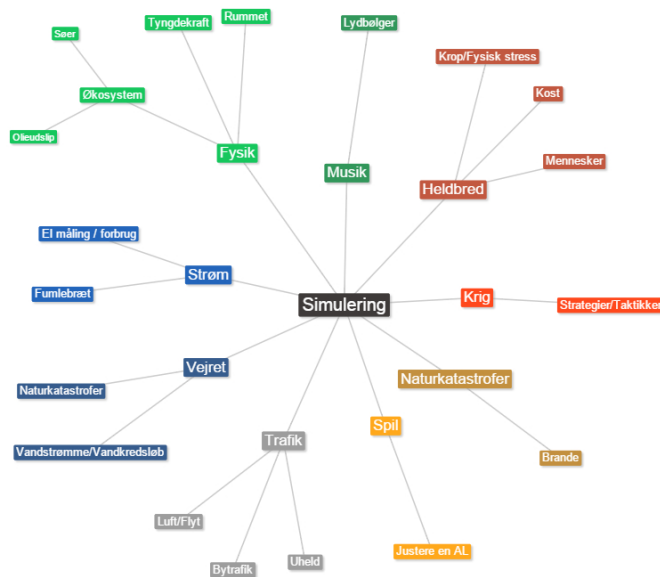 Rummet
Tyngdekraft
Lydbølger
Søer
Krop/Fysisk stress
Økosystem
Kost
Olieudslip
Fysik
Mennesker
Musik
Heldbred
El måling / forbrug
Strøm
Fumlebræt
Simulering
Krig
Strategier/Taktikker
Vejret
Naturkatastrofer
Naturkatastrofer
Spil
Trafik
Vandstrømme/Vandkredsløb
Brande
Luft/Flyt
Uheld
Justere en AL
Bytrafik